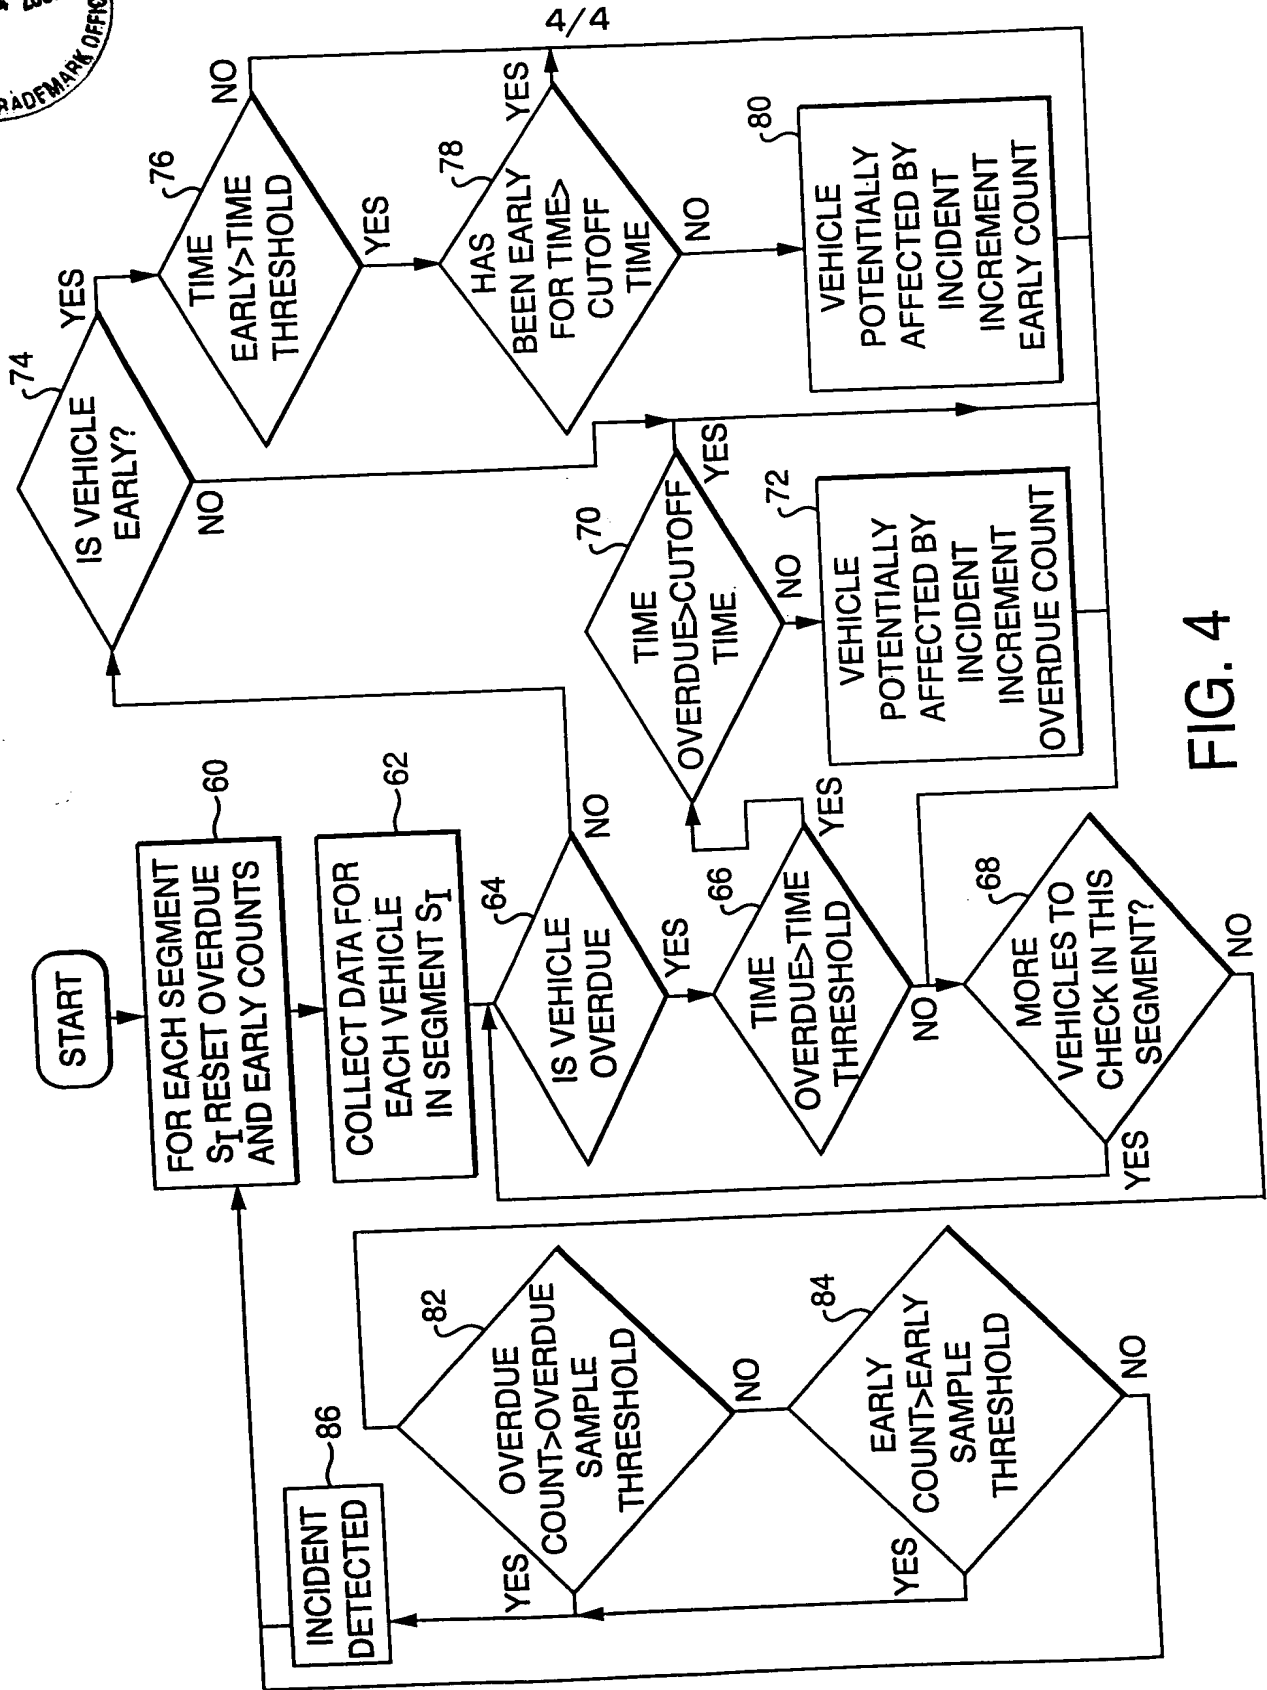 4/4
RADEMARK OFFIC
START
FOR EACH SEGMENT
SI RESET OVERDUE
AND EARLY COUNTS
60
COLLECT DATA FOR
EACH VEHICLE
IN SEGMENT SI
62
IS VEHICLE
OVERDUE
64
NO
YES
TIME
OVERDUE>TIME
THRESHOLD
66
YES
NO
MORE
VEHICLES TO
CHECK IN THIS
SEGMENT?
68
YES
NO
TIME
OVERDUE>CUTOFF
TIME.
70
YES
NO
VEHICLE
POTENTIALLY
AFFECTED BY
INCIDENT
INCREMENT
OVERDUE COUNT
72
IS VEHICLE
EARLY?
74
YES
NO
TIME
EARLY>TIME
THRESHOLD
76
NO
YES
HAS
BEEN EARLY
FOR TIME>
CUTOFF
TIME
78
YES
NO
VEHICLE
POTENTIALLY
AFFECTED BY
INCIDENT
INCREMENT
EARLY COUNT
80
OVERDUE
COUNT>OVERDUE
SAMPLE
THRESHOLD
82
YES
NO
EARLY
COUNT>EARLY
SAMPLE
THRESHOLD
84
YES
NO
INCIDENT
DETECTED
86
FIG. 4